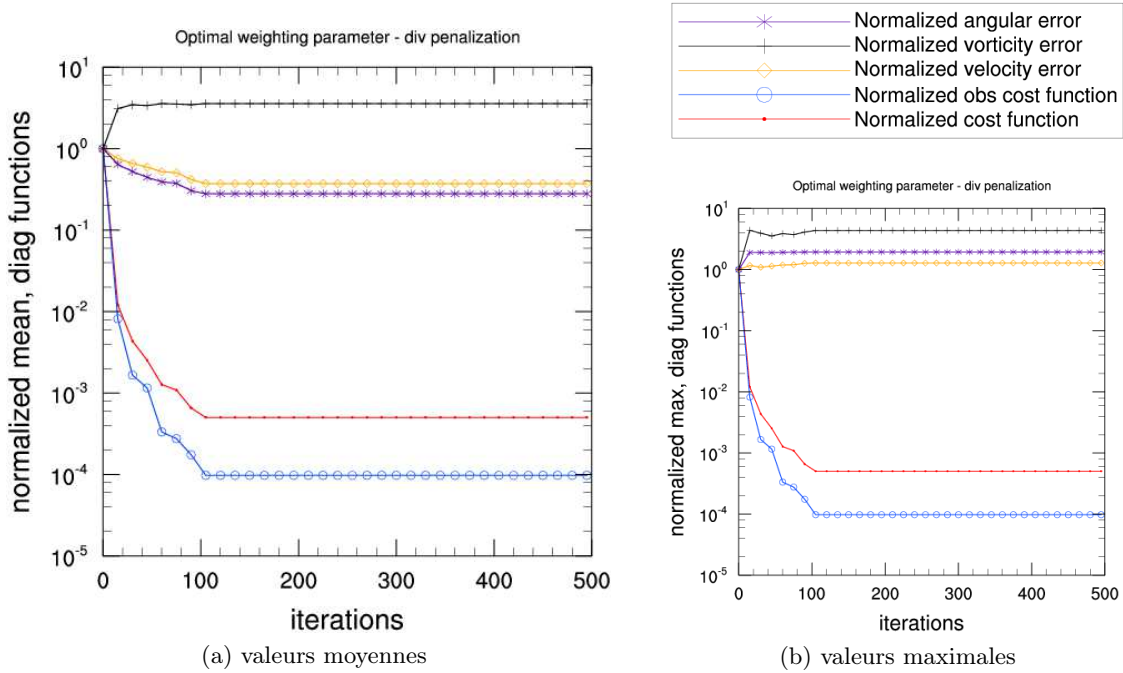 Optimal weighting parameter - div penalization
normalized mean, diag functions
10^1
10^0
10^-1
10^-2
10^-3
10^-4
10^-5
0 100 200 300 400 500
iterations
(a) valeurs moyennes
Normalized angular error
Normalized vorticity error
Normalized velocity error
Normalized obs cost function
Normalized cost function
Optimal weighting parameter - div penalization
normalized max, diag functions
10^1
10^0
10^-1
10^-2
10^-3
10^-4
10^-5
0 100 200 300 400 500
iterations
(b) valeurs maximales